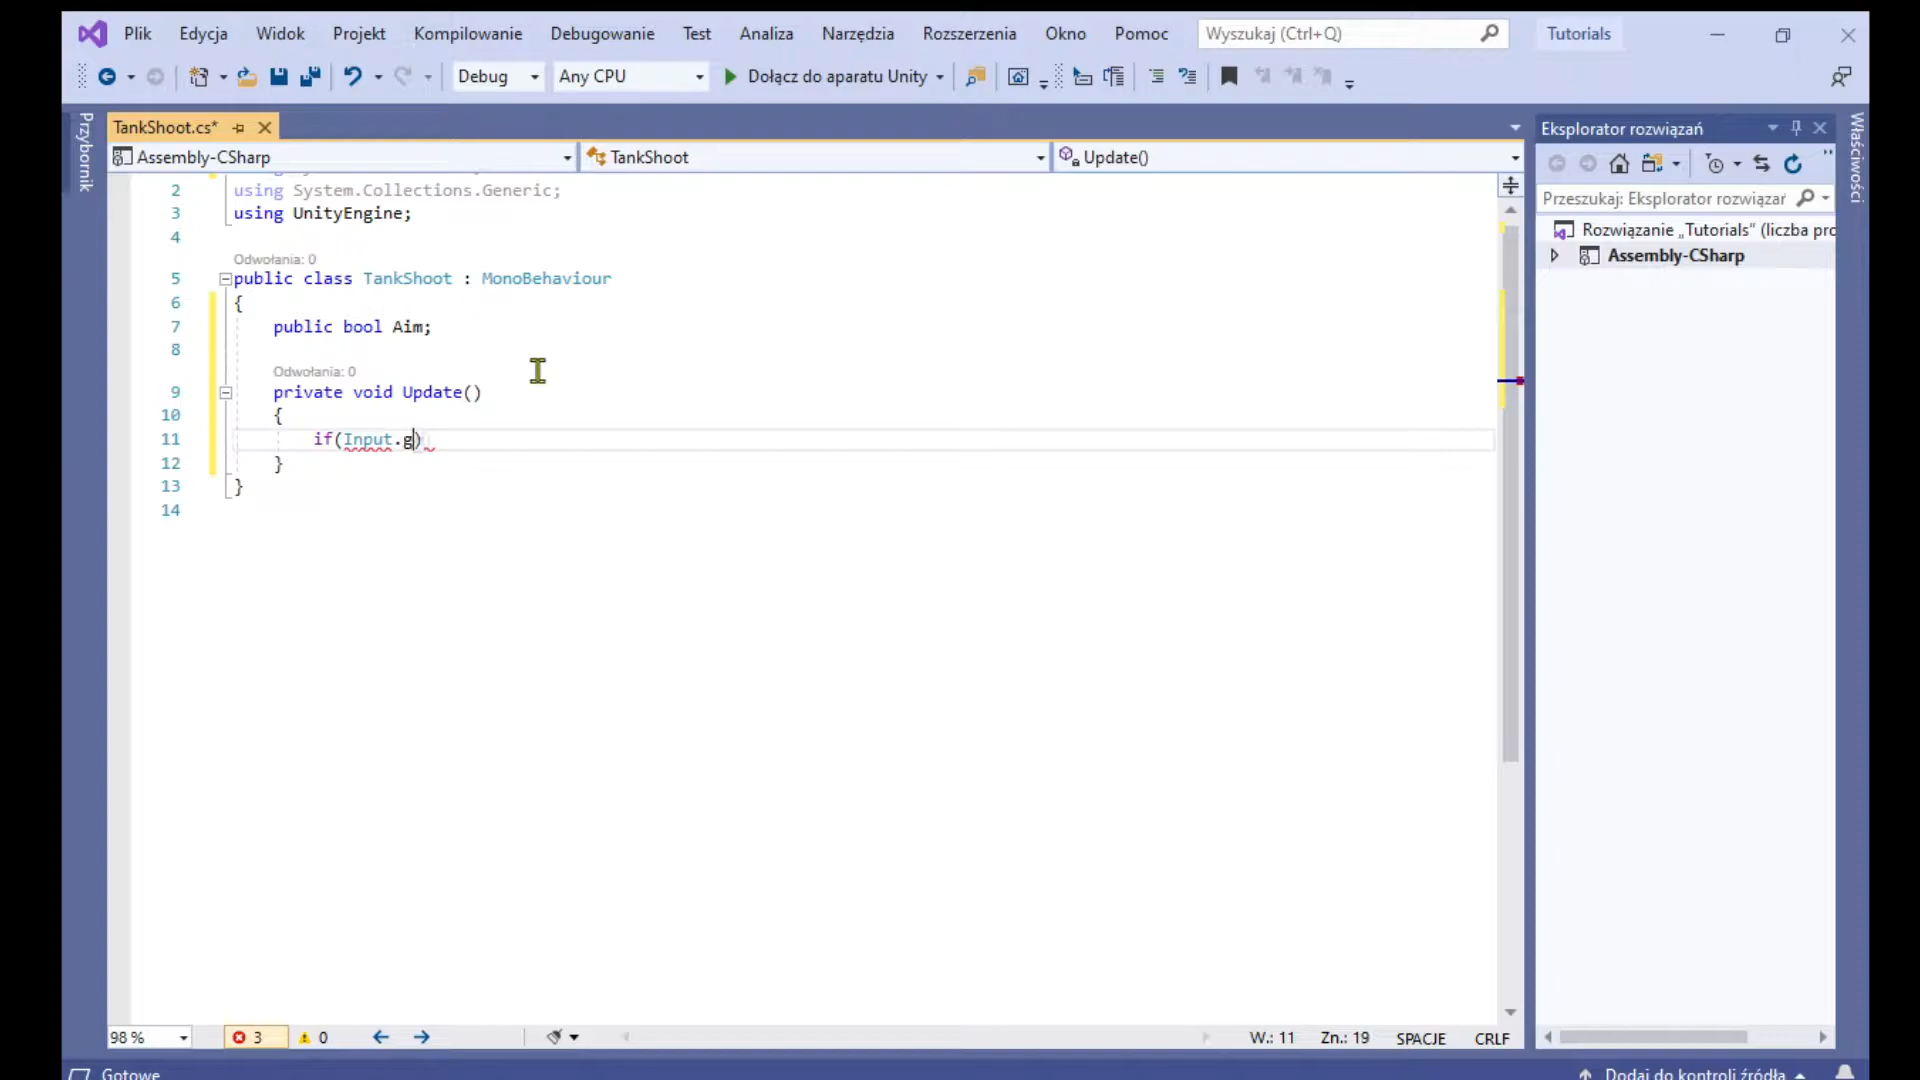 Plik Edycja Widok Projekt Kompilowanie Debugowanie Test Analiza Narzędzia Rozszerzenia Okno Pomoc Wyszukaj (Ctrl+Q) Tutorials
Debug Any CPU Dołącz do aparatu Unity
Przybornik
TankShoot.cs*
Assembly-CSharp TankShoot Update()
2 using System.Collections.Generic;
3 using UnityEngine;
4
Odwołania: 0
5 public class TankShoot : MonoBehaviour
6 {
7 public bool Aim;
8
Odwołania: 0
9 private void Update()
10 {
11 if(Input.g)
12 }
13 }
14
98 % 3 0 W.: 11 Zn.: 19 SPACJE CRLF
Eksplorator rozwiązań
Przeszukaj: Eksplorator rozwiązar
Rozwiązanie „Tutorials” (liczba prc
Assembly-CSharp
Właściwości
Gotowe Dodaj do kontroli źródła